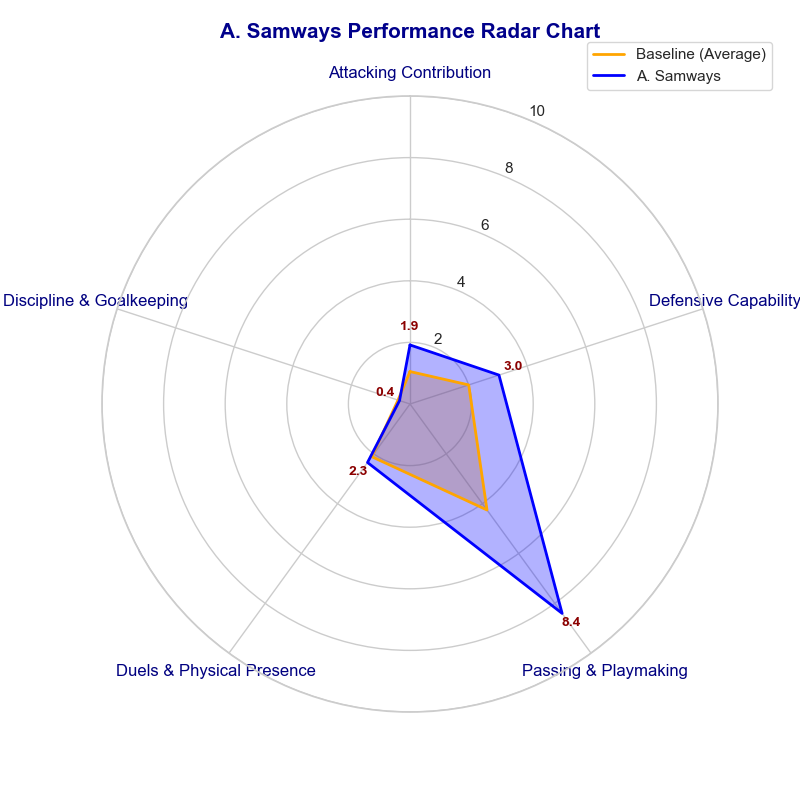 A. Samways Performance Radar Chart
Baseline (Average)
A. Samways
Attacking Contribution
10
8
6
4
2
Discipline & Goalkeeping
Defensive Capability
1.9
3.0
0.4
2.3
8.4
Duels & Physical Presence
Passing & Playmaking